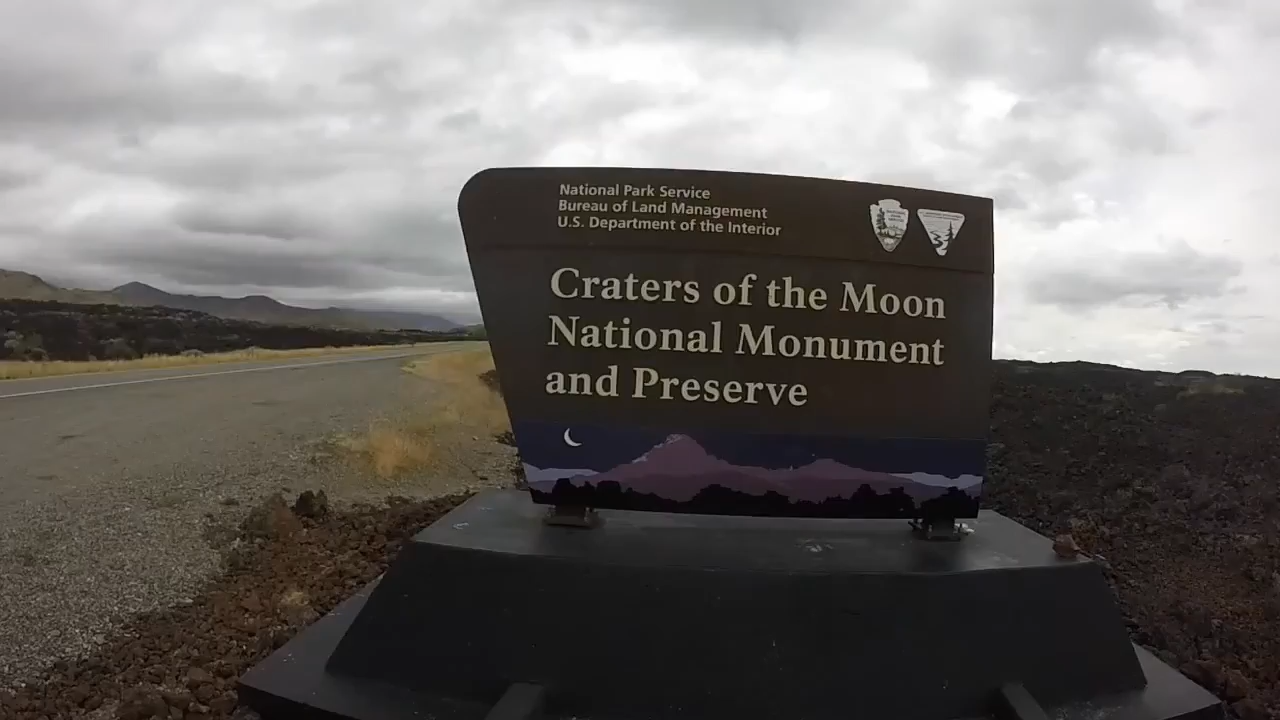 National Park Service
Bureau of Land Management
U.S. Department of the Interior
Craters of the Moon
National Monument
and Preserve